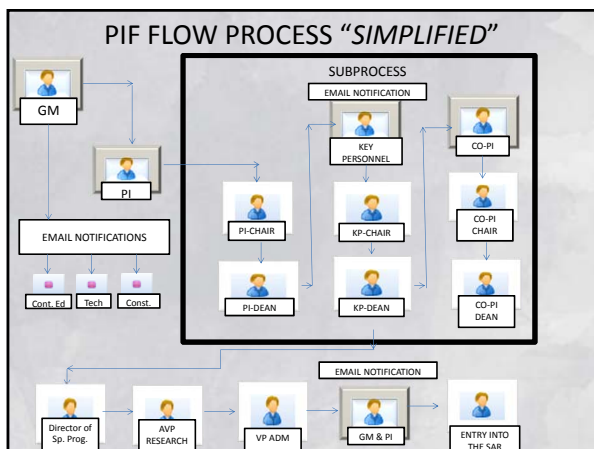 PIF FLOW PROCESS “SIMPLIFIED”
SUBPROCESS
EMAIL NOTIFICATION
GM
KEY
PERSONNEL
CO-PI
PI
EMAIL NOTIFICATIONS
PI-CHAIR
KP-CHAIR
CO-PI
CHAIR
Cont. Ed
Tech
Const.
PI-DEAN
KP-DEAN
CO-PI
DEAN
EMAIL NOTIFICATION
Director of
Sp. Prog.
AVP
RESEARCH
VP ADM
GM & PI
ENTRY INTO
THE SAR